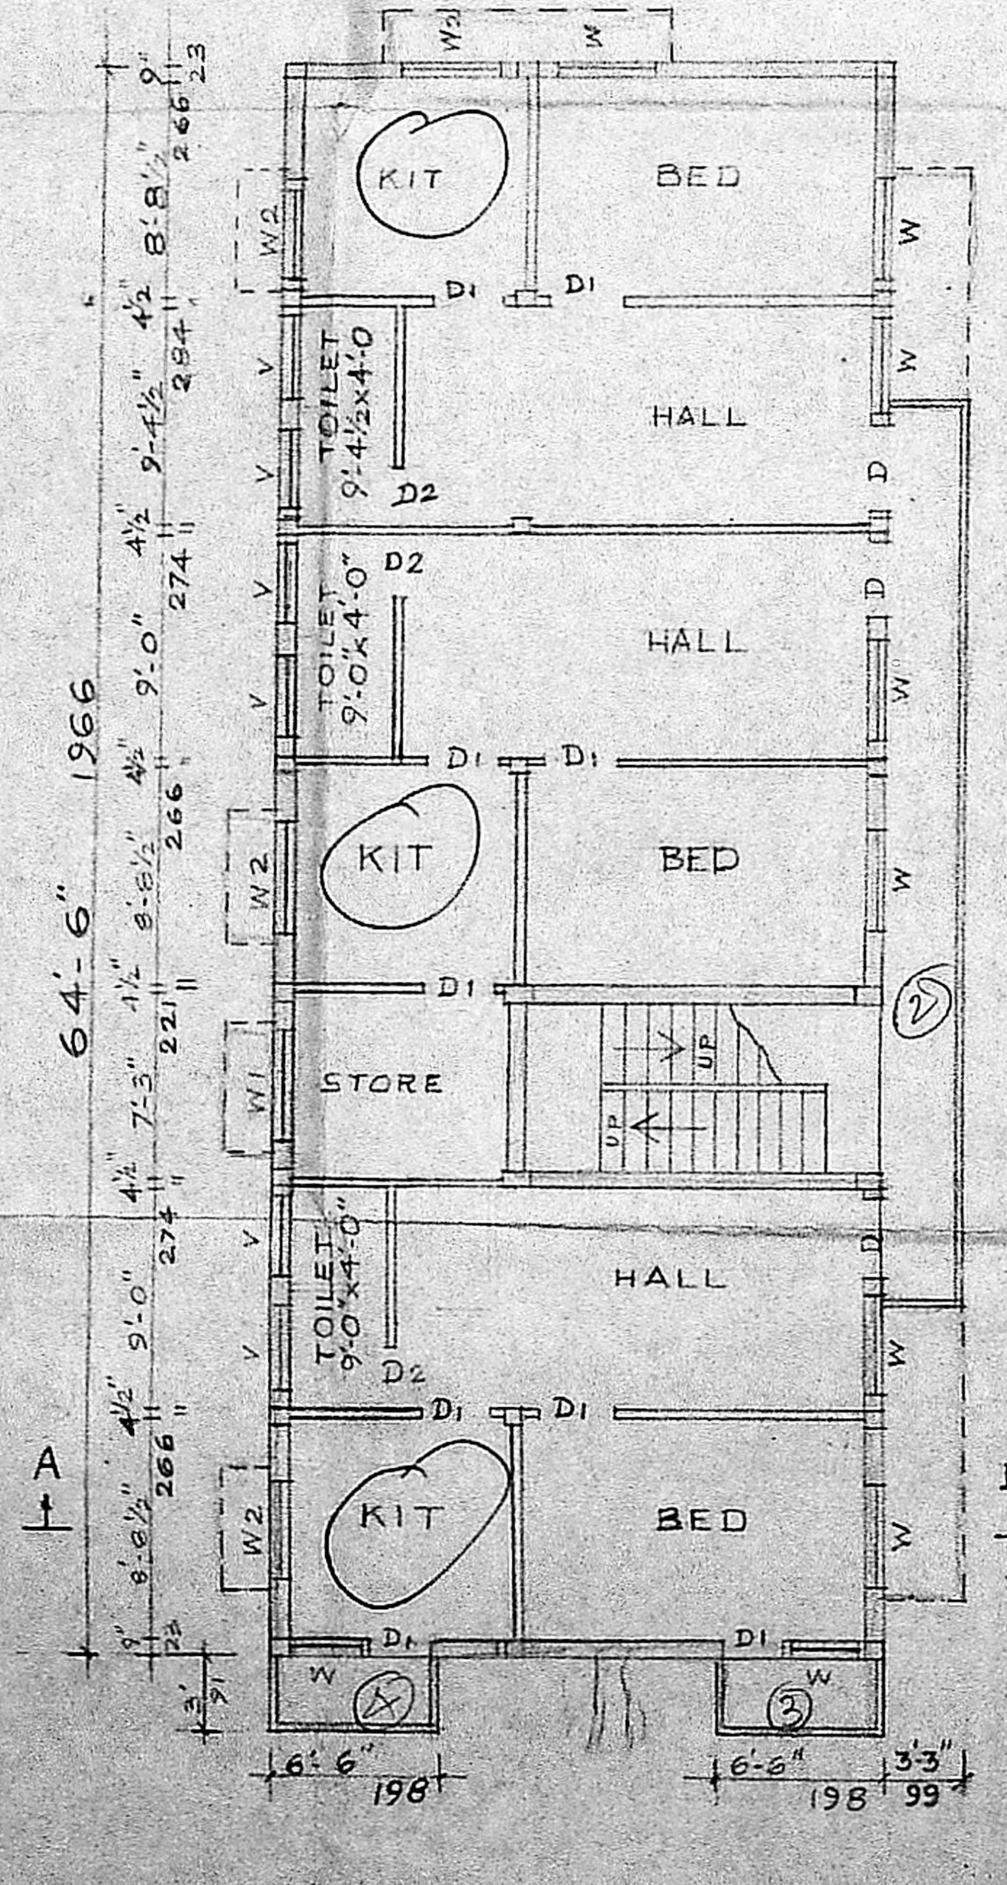 W2 W
9" 23
KIT BED
8'-8½" 266
W2 W
D1 D1
4½"
V TOILET 9'-4½x4'-0 W
9'-4½" 284
HALL
V D2 D
4½"
V TOILET 9'-0"x4'-0" D2 D
9'-0" 274
HALL
V W
D1 D1
4½"
64'-6" 1966
KIT BED
8'-8½" 266
W2 W
D1
4½"
2
7'-3" 221
W1 STORE UP
UP
4½"
V TOILET 9'-0"x4'-0" D
9'-0" 274
HALL
V D2 W
D1 D1
4½"
A
KIT BED
8'-8½" 266
W2 W
D1 D1
9" 23
W 4 3 W
3' 91
6'-6" 6'-6" 3'-3"
198 198 99